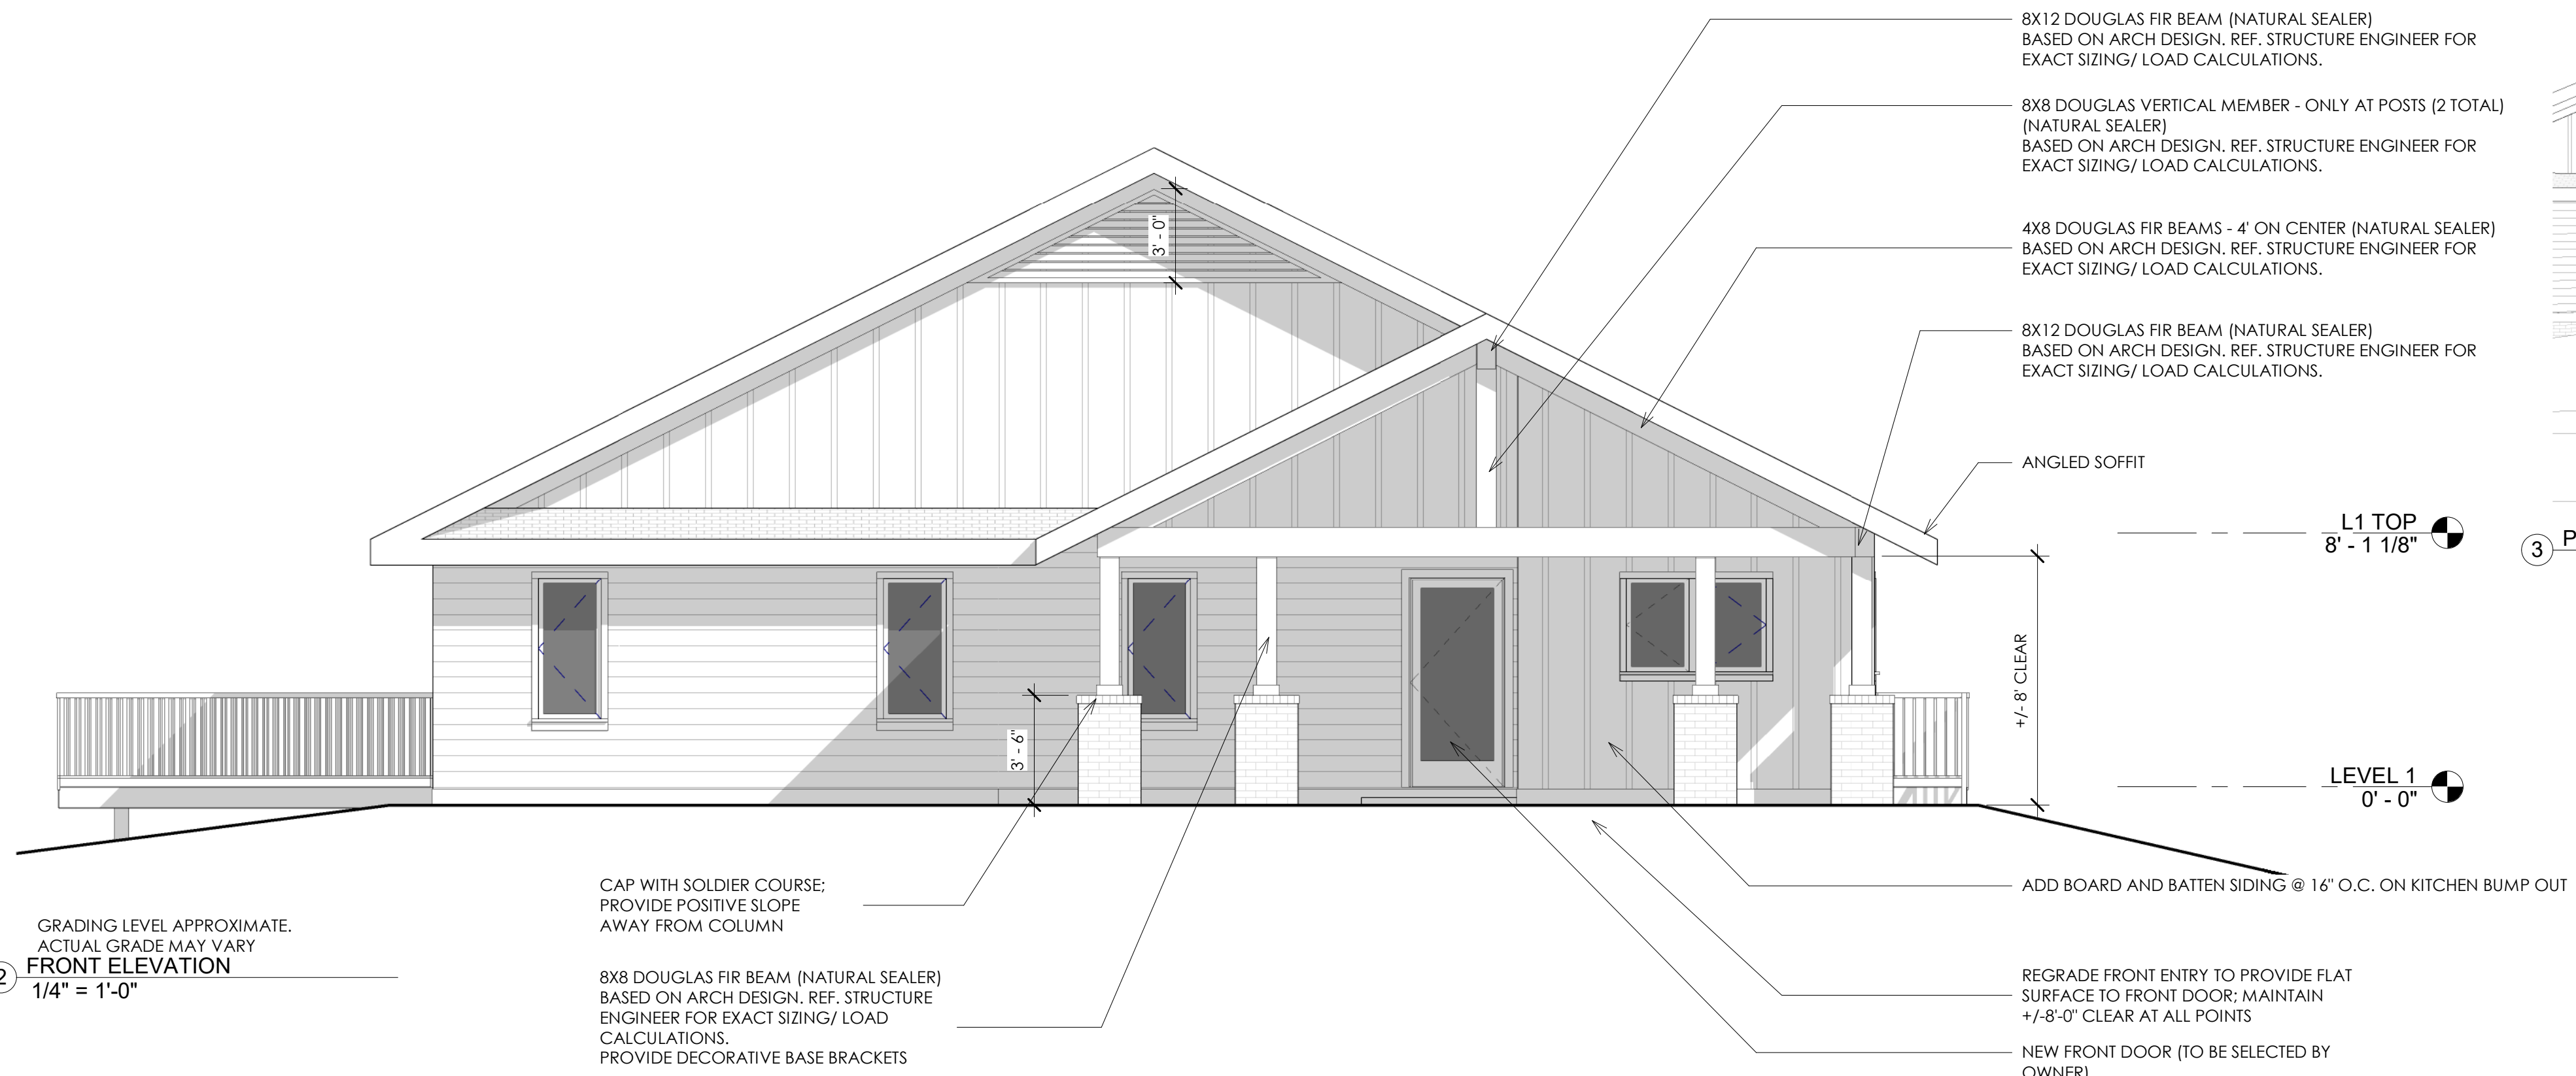 8X12 DOUGLAS FIR BEAM (NATURAL SEALER)
BASED ON ARCH DESIGN. REF. STRUCTURE ENGINEER FOR
EXACT SIZING/ LOAD CALCULATIONS.
8X8 DOUGLAS VERTICAL MEMBER - ONLY AT POSTS (2 TOTAL)
(NATURAL SEALER)
BASED ON ARCH DESIGN. REF. STRUCTURE ENGINEER FOR
EXACT SIZING/ LOAD CALCULATIONS.
4X8 DOUGLAS FIR BEAMS - 4' ON CENTER (NATURAL SEALER)
BASED ON ARCH DESIGN. REF. STRUCTURE ENGINEER FOR
EXACT SIZING/ LOAD CALCULATIONS.
8X12 DOUGLAS FIR BEAM (NATURAL SEALER)
BASED ON ARCH DESIGN. REF. STRUCTURE ENGINEER FOR
EXACT SIZING/ LOAD CALCULATIONS.
ANGLED SOFFIT
3' - 0"
L1 TOP
8' - 1 1/8"
3 P
+/- 8' CLEAR
3' - 6"
LEVEL 1
0' - 0"
ADD BOARD AND BATTEN SIDING @ 16" O.C. ON KITCHEN BUMP OUT
REGRADE FRONT ENTRY TO PROVIDE FLAT
SURFACE TO FRONT DOOR; MAINTAIN
+/-8'-0" CLEAR AT ALL POINTS
NEW FRONT DOOR (TO BE SELECTED BY
OWNER)
CAP WITH SOLDIER COURSE;
PROVIDE POSITIVE SLOPE
AWAY FROM COLUMN
8X8 DOUGLAS FIR BEAM (NATURAL SEALER)
BASED ON ARCH DESIGN. REF. STRUCTURE
ENGINEER FOR EXACT SIZING/ LOAD
CALCULATIONS.
PROVIDE DECORATIVE BASE BRACKETS
GRADING LEVEL APPROXIMATE.
ACTUAL GRADE MAY VARY
2 FRONT ELEVATION
1/4" = 1'-0"